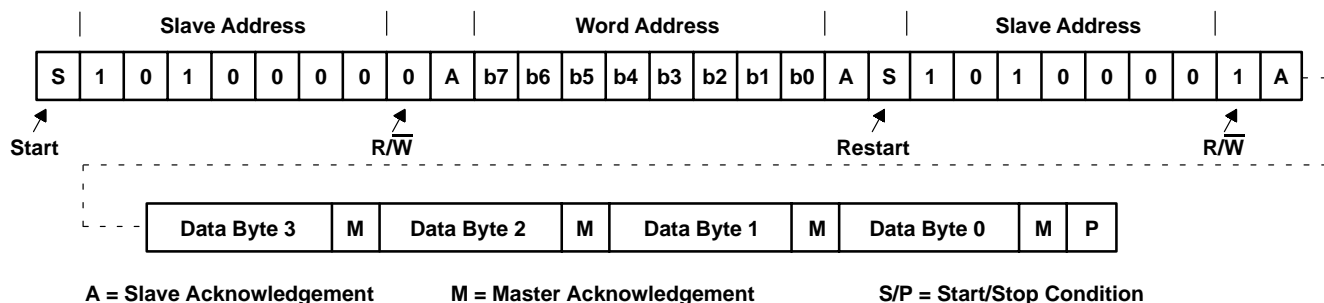 Slave Address Word Address Slave Address
S 1 0 1 0 0 0 0 0 A b7 b6 b5 b4 b3 b2 b1 b0 A S 1 0 1 0 0 0 0 1 A
Start R/W̅ Restart R/W̅
Data Byte 3 M Data Byte 2 M Data Byte 1 M Data Byte 0 M P
A = Slave Acknowledgement M = Master Acknowledgement S/P = Start/Stop Condition